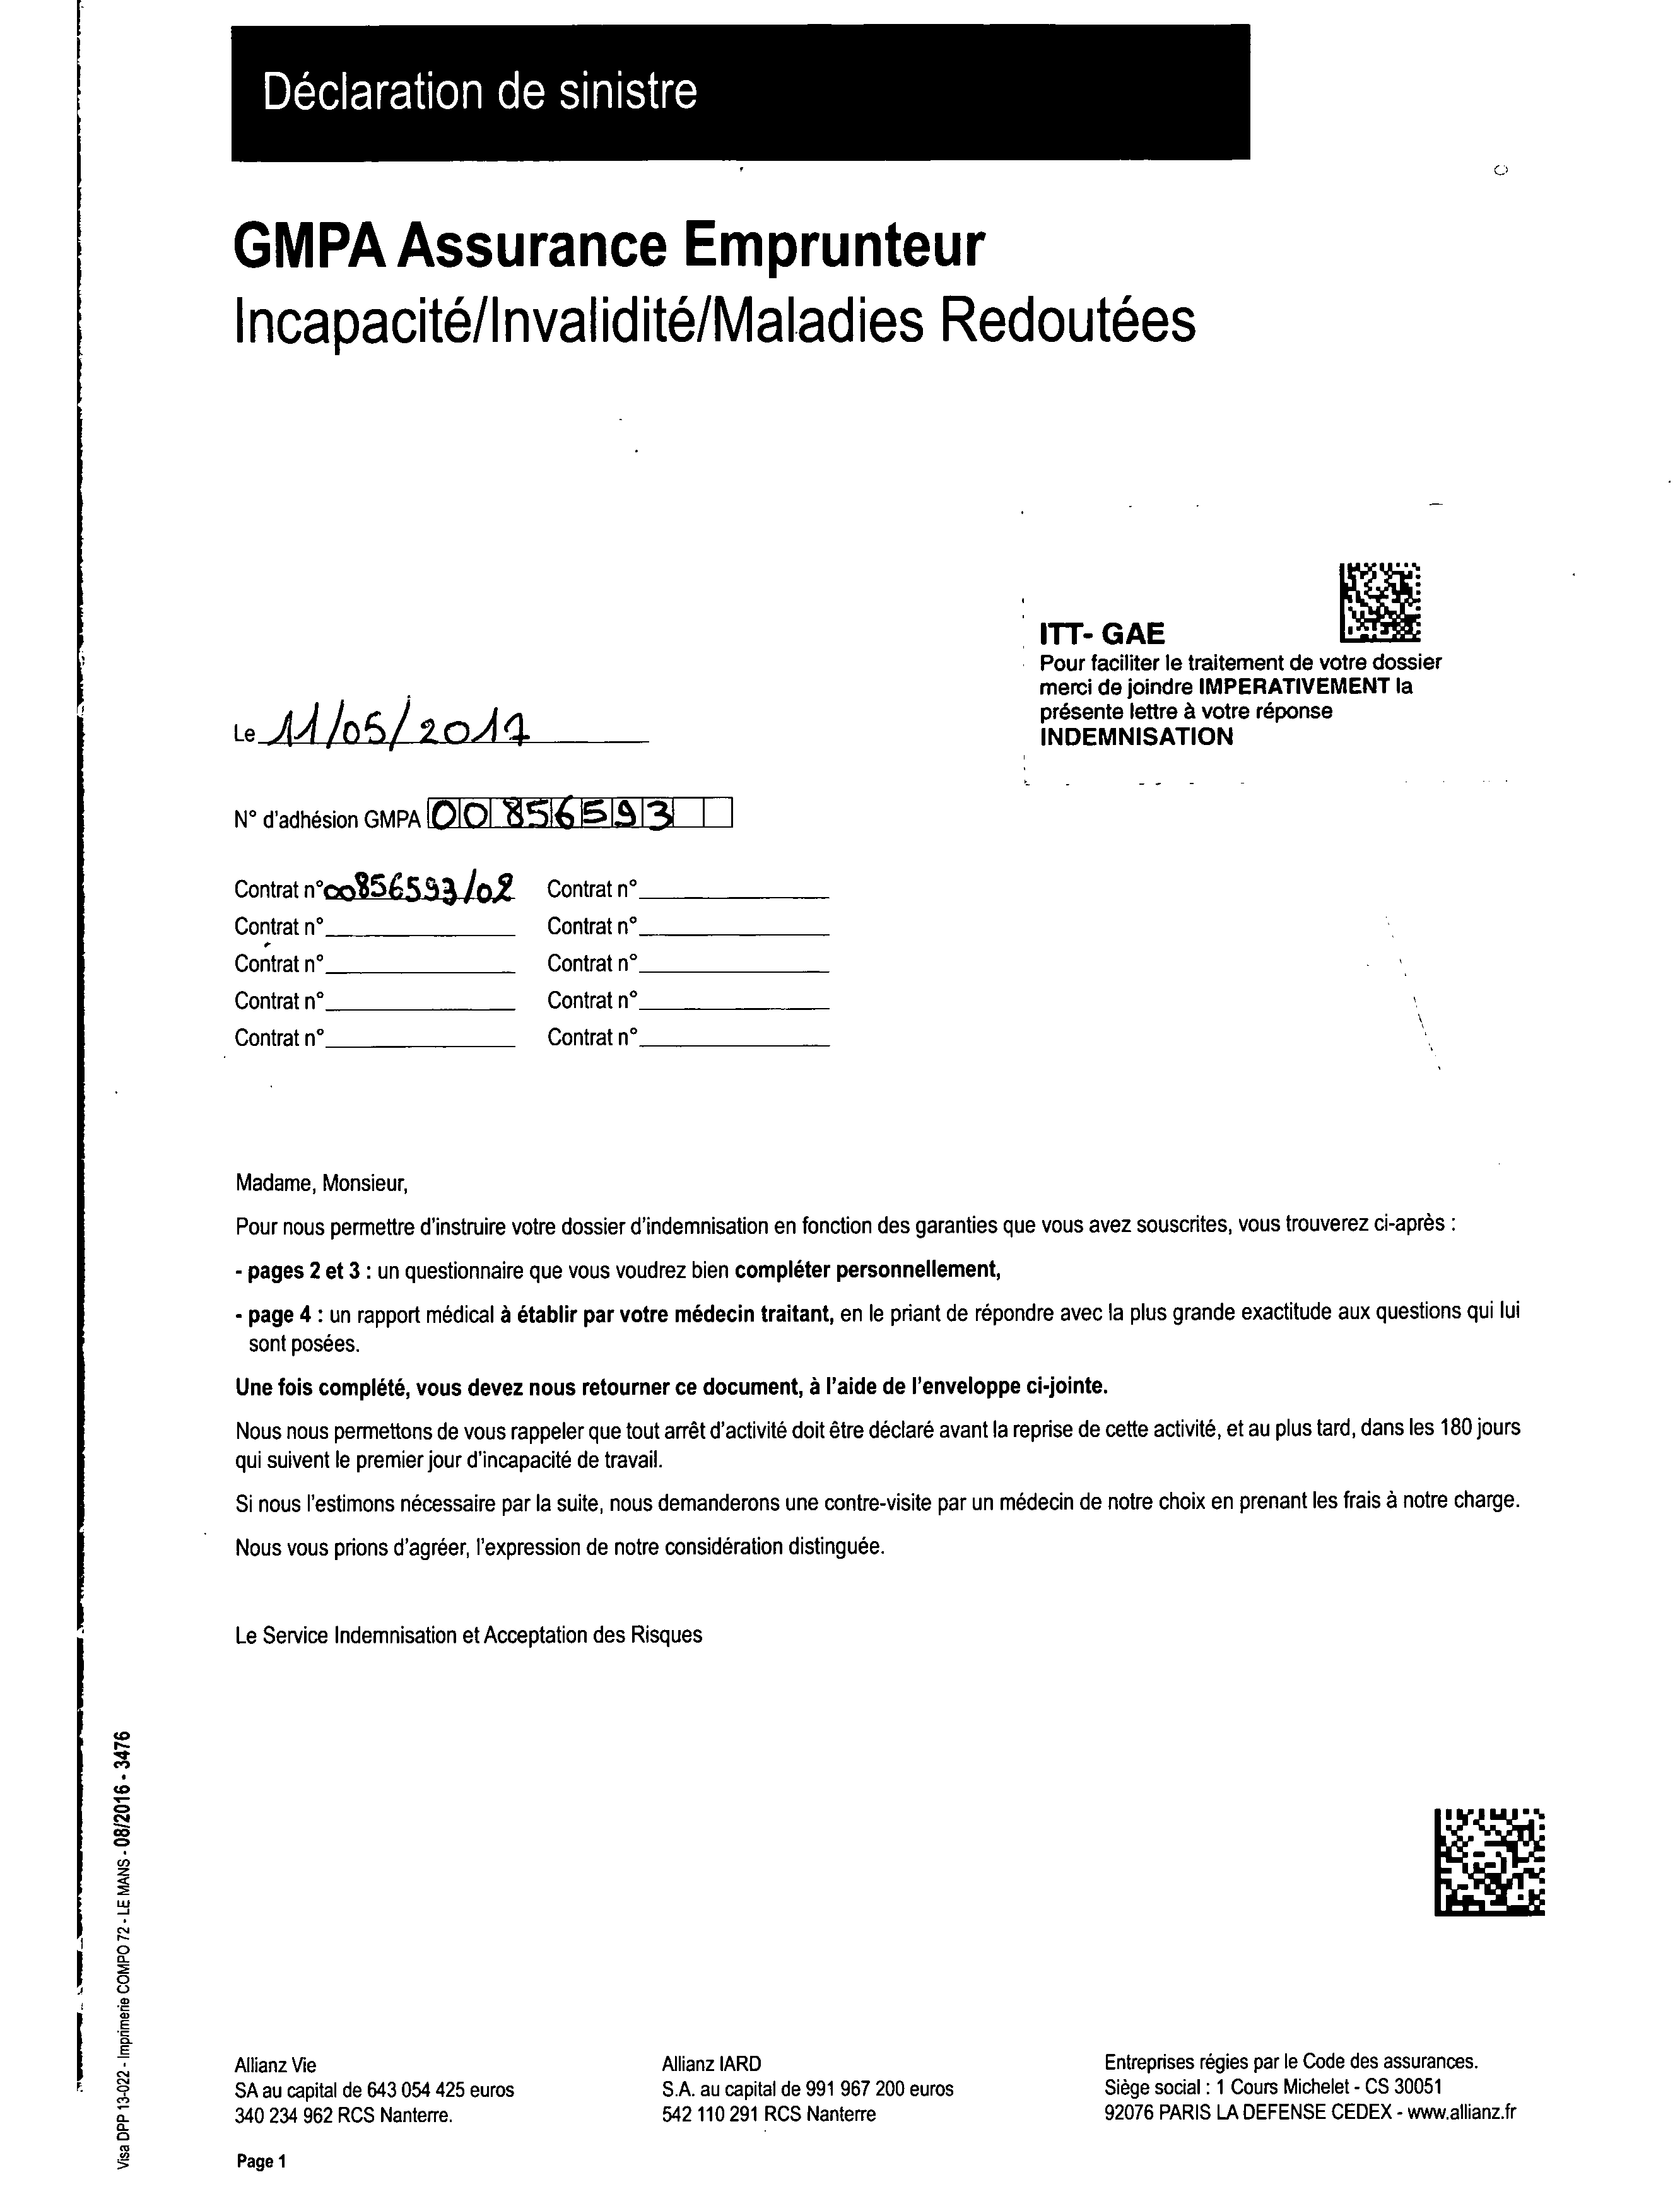 Déclaration de sinistre
GMPA Assurance Emprunteur
Incapacité/Invalidité/Maladies Redoutées
ITT- GAE
Pour faciliter le traitement de votre dossier
merci de joindre IMPERATIVEMENT la
présente lettre à votre réponse
INDEMNISATION
Le 11/05/2017
N° d'adhésion GMPA 00856593
Contrat n° 00856593/02 Contrat n°
Contrat n° Contrat n°
Contrat n° Contrat n°
Contrat n° Contrat n°
Contrat n° Contrat n°
Madame, Monsieur,
Pour nous permettre d'instruire votre dossier d'indemnisation en fonction des garanties que vous avez souscrites, vous trouverez ci-après :
- pages 2 et 3 : un questionnaire que vous voudrez bien compléter personnellement,
- page 4 : un rapport médical à établir par votre médecin traitant, en le priant de répondre avec la plus grande exactitude aux questions qui lui
sont posées.
Une fois complété, vous devez nous retourner ce document, à l'aide de l'enveloppe ci-jointe.
Nous nous permettons de vous rappeler que tout arrêt d'activité doit être déclaré avant la reprise de cette activité, et au plus tard, dans les 180 jours
qui suivent le premier jour d'incapacité de travail.
Si nous l'estimons nécessaire par la suite, nous demanderons une contre-visite par un médecin de notre choix en prenant les frais à notre charge.
Nous vous prions d'agréer, l'expression de notre considération distinguée.
Le Service Indemnisation et Acceptation des Risques
Visa DPP 13-022 - Imprimerie COMPO 72 - LE MANS - 08/2016 - 3476
Allianz Vie
SA au capital de 643 054 425 euros
340 234 962 RCS Nanterre.
Allianz IARD
S.A. au capital de 991 967 200 euros
542 110 291 RCS Nanterre
Entreprises régies par le Code des assurances.
Siège social : 1 Cours Michelet - CS 30051
92076 PARIS LA DEFENSE CEDEX - www.allianz.fr
Page 1